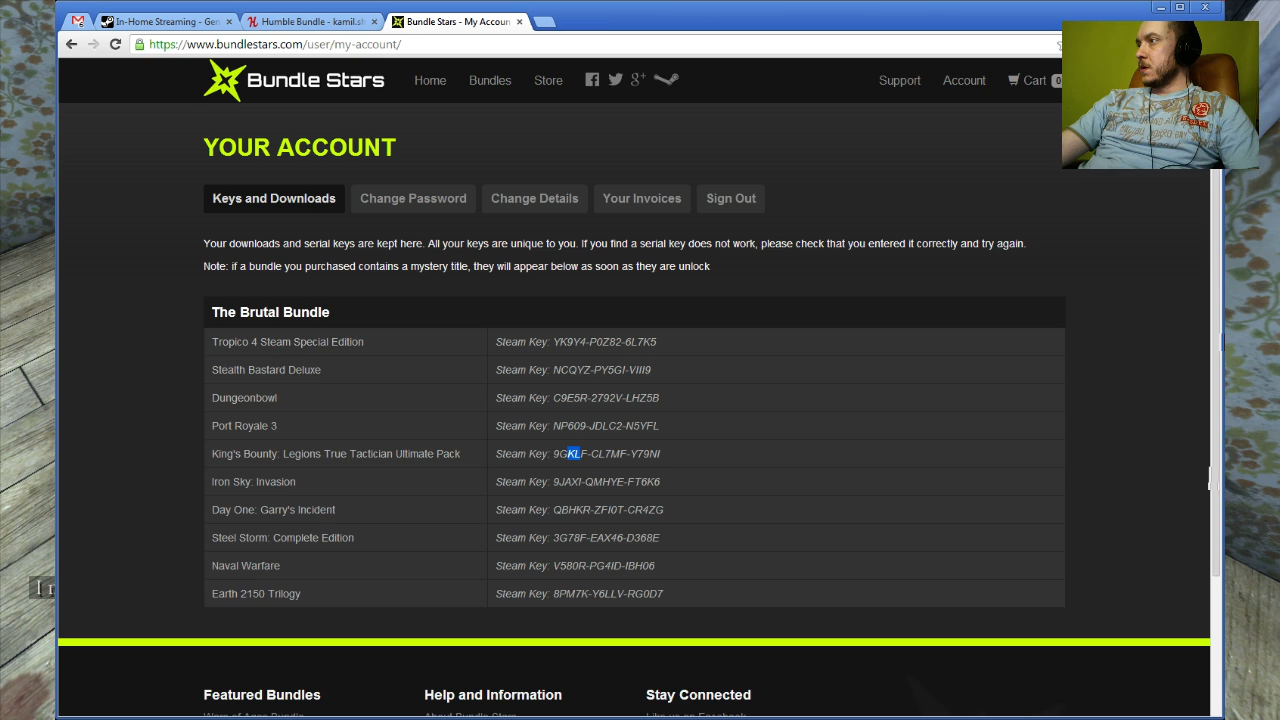 In-Home Streaming - Gen
Humble Bundle - kamil.s
Bundle Stars - My Accoun
https://www.bundlestars.com/user/my-account/
Bundle Stars
Home
Bundles
Store
Support
Account
Cart
YOUR ACCOUNT
Keys and Downloads
Change Password
Change Details
Your Invoices
Sign Out
Your downloads and serial keys are kept here. All your keys are unique to you. If you find a serial key does not work, please check that you entered it correctly and try again.
Note: if a bundle you purchased contains a mystery title, they will appear below as soon as they are unlock
The Brutal Bundle
Tropico 4 Steam Special Edition Steam Key: YK9Y4-P0Z82-6L7K5
Stealth Bastard Deluxe Steam Key: NCQYZ-PY5GI-VIII9
Dungeonbowl Steam Key: C9E5R-2792V-LHZ5B
Port Royale 3 Steam Key: NP609-JDLC2-N5YFL
King's Bounty: Legions True Tactician Ultimate Pack Steam Key: 9GKLF-CL7MF-Y79NI
Iron Sky: Invasion Steam Key: 9JAXI-QMHYE-FT6K6
Day One: Garry's Incident Steam Key: QBHKR-ZFI0T-CR4ZG
Steel Storm: Complete Edition Steam Key: 3G78F-EAX46-D368E
Naval Warfare Steam Key: V580R-PG4ID-IBH06
Earth 2150 Trilogy Steam Key: 8PM7K-Y6LLV-RG0D7
Featured Bundles
Help and Information
Stay Connected